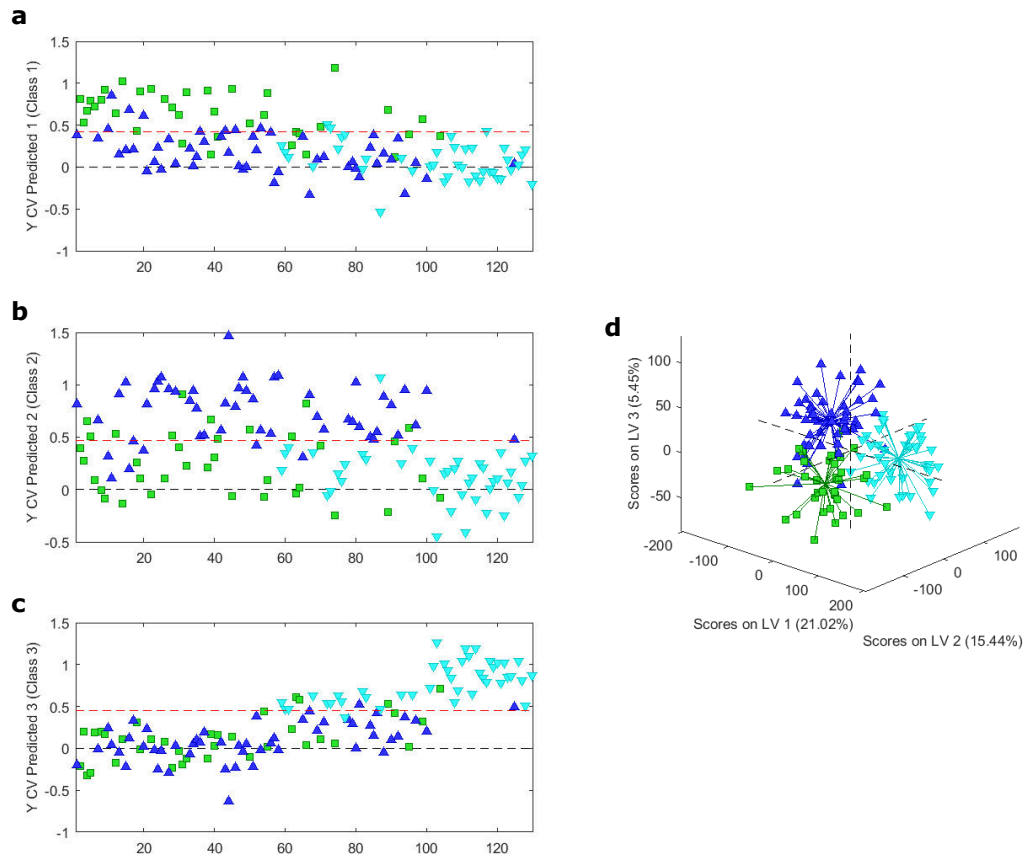 a
Y CV Predicted 1 (Class 1)
1.5
1
0.5
0
-0.5
-1
20 40 60 80 100 120
b
Y CV Predicted 2 (Class 2)
1.5
1
0.5
0
-0.5
20 40 60 80 100 120
c
Y CV Predicted 3 (Class 3)
1.5
1
0.5
0
-0.5
-1
20 40 60 80 100 120
d
Scores on LV 3 (5.45%)
100
50
0
-50
-200
-100
0
100
200
-100
0
100
Scores on LV 1 (21.02%)
Scores on LV 2 (15.44%)